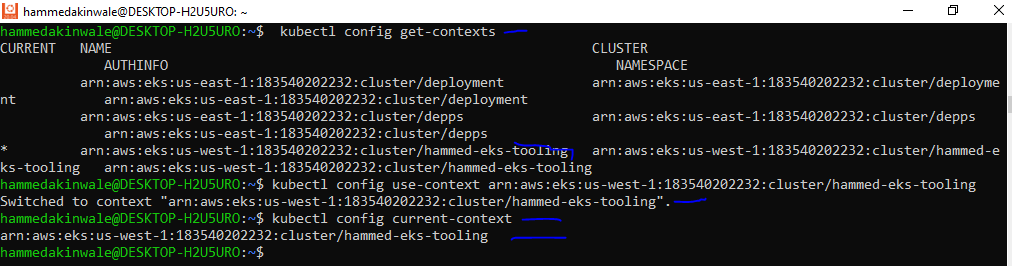 hammedakinwale@DESKTOP-H2U5URO: ~
hammedakinwale@DESKTOP-H2U5URO:~$  kubectl config get-contexts
CURRENT   NAME                                                            CLUSTER
             AUTHINFO                                                        NAMESPACE
          arn:aws:eks:us-east-1:183540202232:cluster/deployment           arn:aws:eks:us-east-1:183540202232:cluster/deployme
nt           arn:aws:eks:us-east-1:183540202232:cluster/deployment
          arn:aws:eks:us-east-1:183540202232:cluster/depps                arn:aws:eks:us-east-1:183540202232:cluster/depps
             arn:aws:eks:us-east-1:183540202232:cluster/depps
*         arn:aws:eks:us-west-1:183540202232:cluster/hammed-eks-tooling   arn:aws:eks:us-west-1:183540202232:cluster/hammed-e
ks-tooling   arn:aws:eks:us-west-1:183540202232:cluster/hammed-eks-tooling
hammedakinwale@DESKTOP-H2U5URO:~$ kubectl config use-context arn:aws:eks:us-west-1:183540202232:cluster/hammed-eks-tooling
Switched to context "arn:aws:eks:us-west-1:183540202232:cluster/hammed-eks-tooling".
hammedakinwale@DESKTOP-H2U5URO:~$ kubectl config current-context
arn:aws:eks:us-west-1:183540202232:cluster/hammed-eks-tooling
hammedakinwale@DESKTOP-H2U5URO:~$